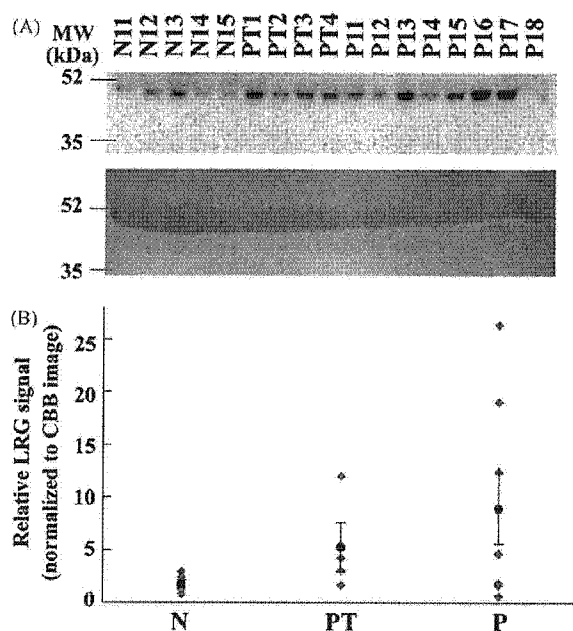 (A)
MW
(kDa)
N11 N12 N13 N14 N15 PT1 PT2 PT3 PT4 P11 P12 P13 P14 P15 P16 P17 P18
52
35
52
35
(B)
Relative LRG signal
(normalized to CBB image)
25
20
15
10
5
0
N PT P